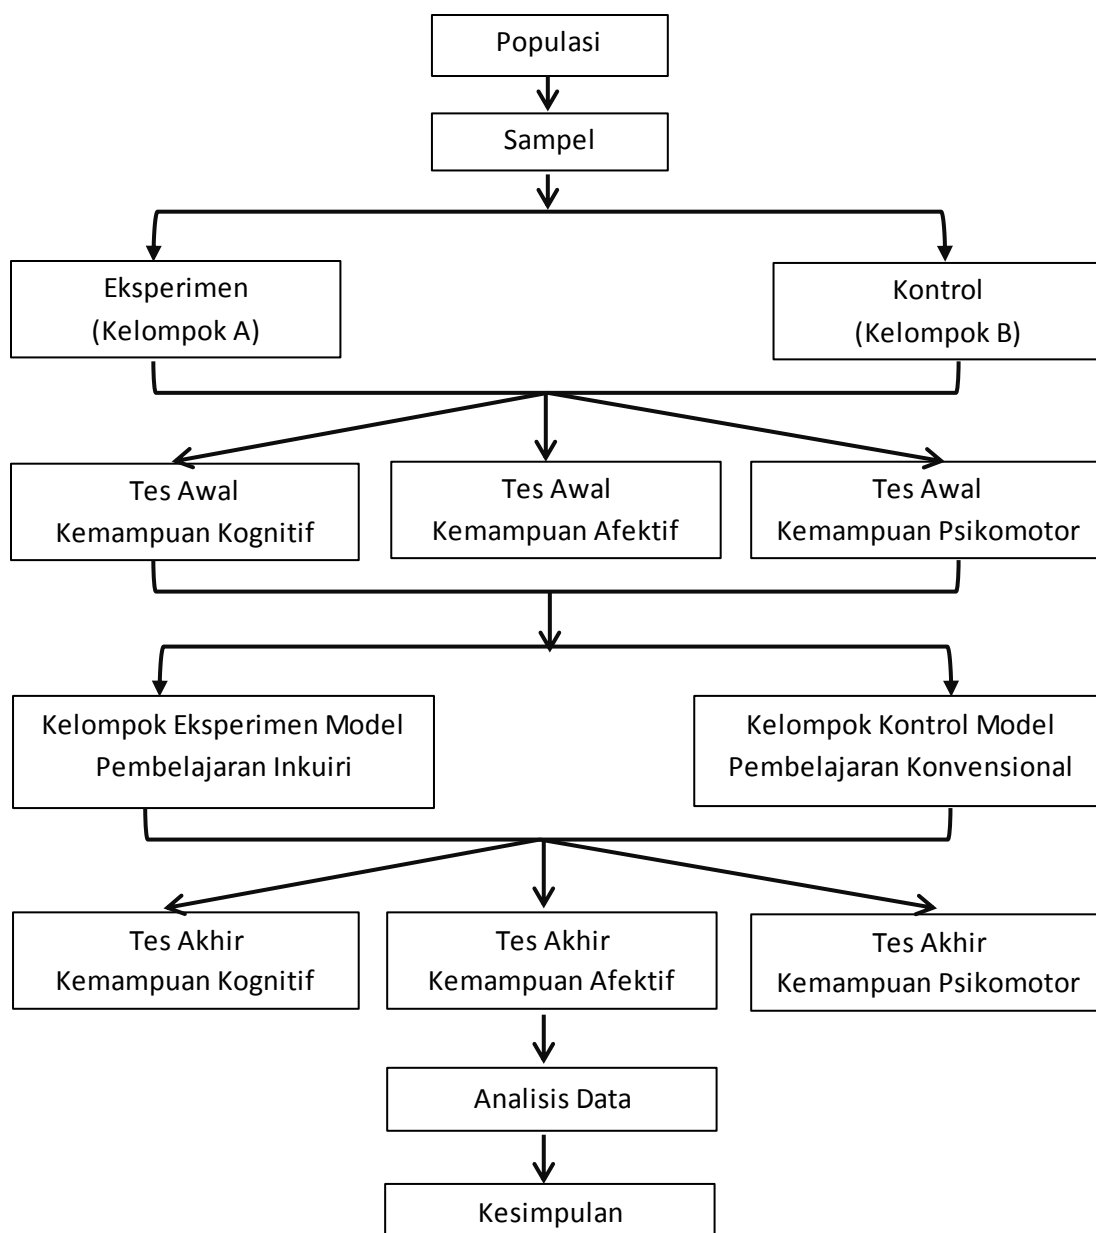 Populasi
Sampel
Eksperimen
(Kelompok A)
Kontrol
(Kelompok B)
Tes Awal
Kemampuan Kognitif
Tes Awal
Kemampuan Afektif
Tes Awal
Kemampuan Psikomotor
Kelompok Eksperimen Model
Pembelajaran Inkuiri
Kelompok Kontrol Model
Pembelajaran Konvensional
Tes Akhir
Kemampuan Kognitif
Tes Akhir
Kemampuan Afektif
Tes Akhir
Kemampuan Psikomotor
Analisis Data
Kesimpulan